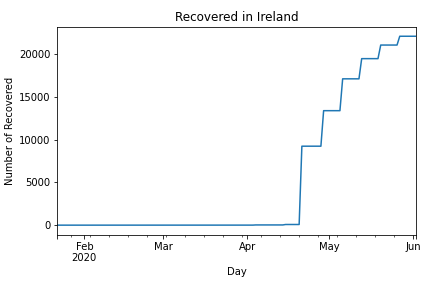 Recovered in Ireland
Number of Recovered
20000
15000
10000
5000
0
Feb
2020
Mar
Apr
May
Jun
Day